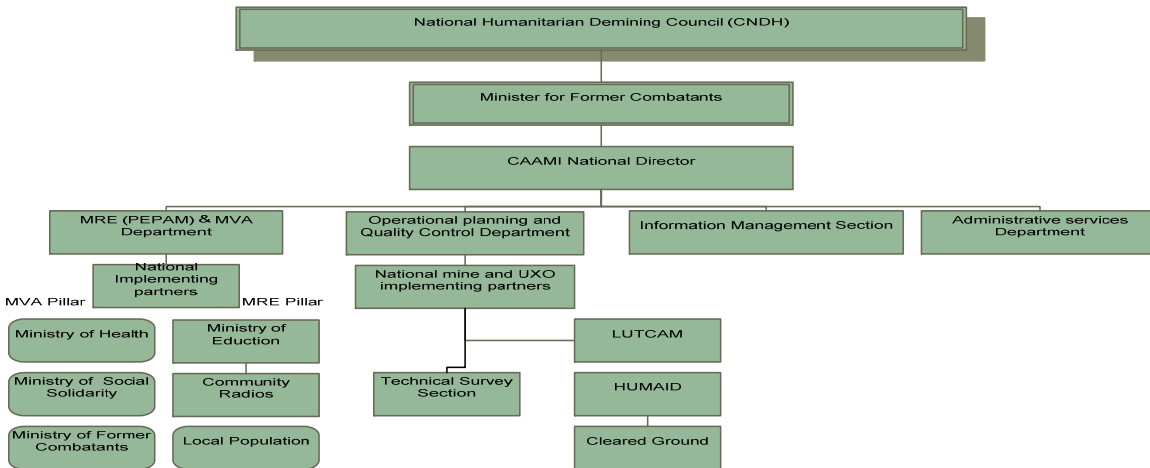 National Humanitarian Demining Council (CNDH)
Minister for Former Combatants
CAAMI National Director
MRE (PEPAM) & MVA
Department
Operational planning and
Quality Control Department
Information Management Section
Administrative services
Department
National
Implementing
partners
National mine and UXO
implementing partners
MVA Pillar
MRE Pillar
Ministry of Health
Ministry of
Eduction
LUTCAM
Ministry of Social
Solidarity
Community
Radios
Technical Survey
Section
HUMAID
Ministry of Former
Combatants
Local Population
Cleared Ground